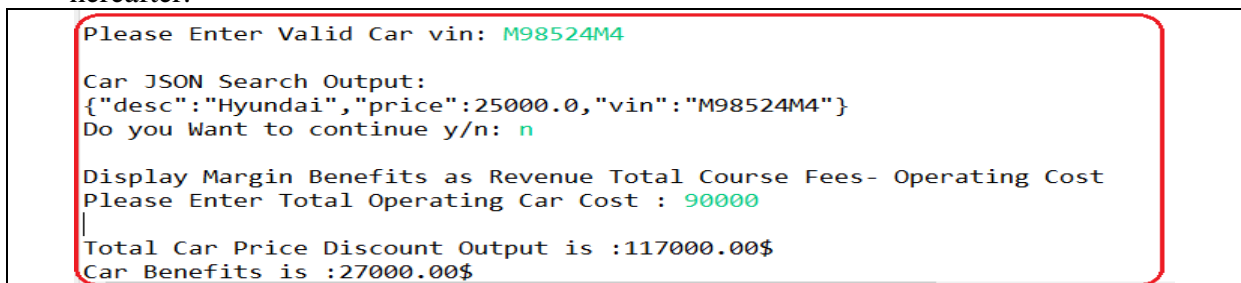 hereafter.
Please Enter Valid Car vin: M98524M4
Car JSON Search Output:
{"desc":"Hyundai","price":25000.0,"vin":"M98524M4"}
Do you Want to continue y/n: n
Display Margin Benefits as Revenue Total Course Fees- Operating Cost
Please Enter Total Operating Car Cost : 90000
Total Car Price Discount Output is :117000.00$
Car Benefits is :27000.00$